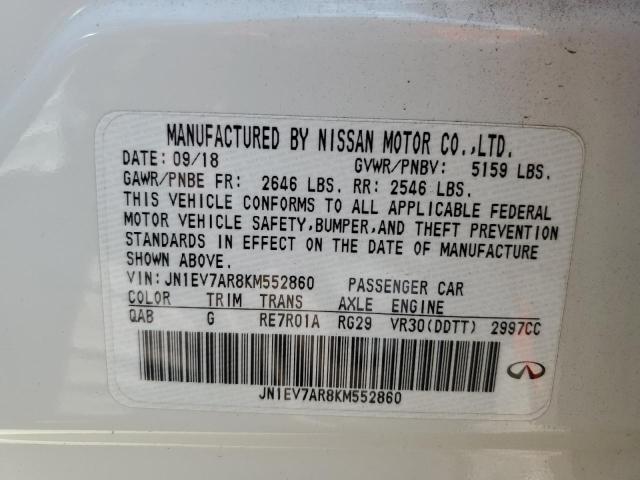 MANUFACTURED BY NISSAN MOTOR CO.,LTD.
DATE: 09/18 GVWR/PNBV: 5159 LBS.
GAWR/PNBE FR: 2646 LBS. RR: 2546 LBS.
THIS VEHICLE CONFORMS TO ALL APPLICABLE FEDERAL
MOTOR VEHICLE SAFETY,BUMPER,AND THEFT PREVENTION
STANDARDS IN EFFECT ON THE DATE OF MANUFACTURE
SHOWN ABOVE.
VIN:JN1EV7AR8KM552860 PASSENGER CAR
COLOR TRIM TRANS AXLE ENGINE
QAB G RE7R01A RG29 VR30(DDTT) 2997CC
JN1EV7AR8KM552860